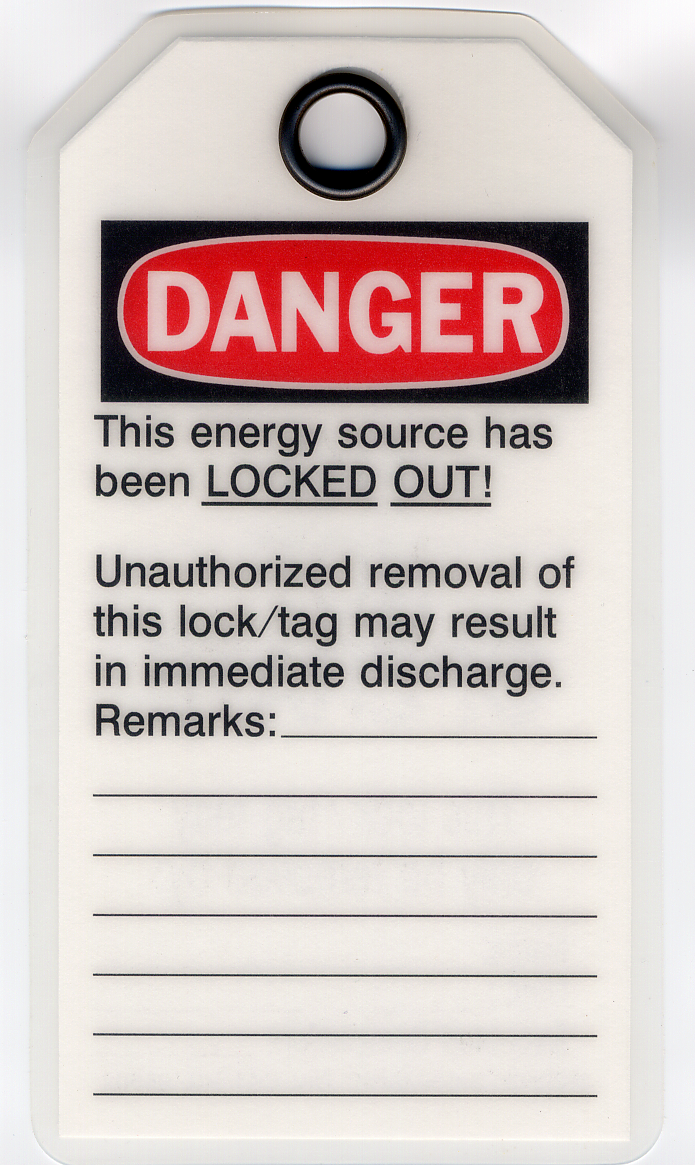 DANGER
This energy source has
been LOCKED OUT!
Unauthorized removal of
this lock/tag may result
in immediate discharge.
Remarks: